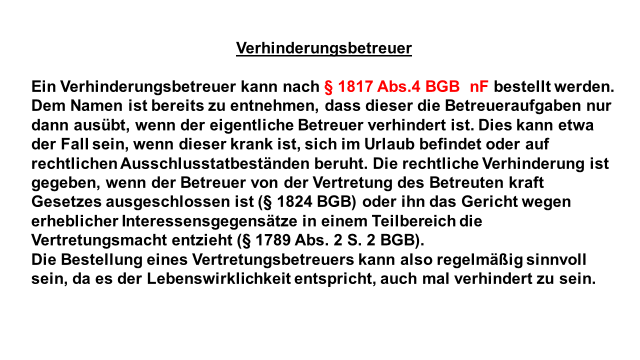 Verhinderungsbetreuer
Ein Verhinderungsbetreuer kann nach § 1817 Abs.4 BGB nF bestellt werden.
Dem Namen ist bereits zu entnehmen, dass dieser die Betreueraufgaben nur
dann ausübt, wenn der eigentliche Betreuer verhindert ist. Dies kann etwa
der Fall sein, wenn dieser krank ist, sich im Urlaub befindet oder auf
rechtlichen Ausschlusstatbeständen beruht. Die rechtliche Verhinderung ist
gegeben, wenn der Betreuer von der Vertretung des Betreuten kraft
Gesetzes ausgeschlossen ist (§ 1824 BGB) oder ihn das Gericht wegen
erheblicher Interessensgegensätze in einem Teilbereich die
Vertretungsmacht entzieht (§ 1789 Abs. 2 S. 2 BGB).
Die Bestellung eines Vertretungsbetreuers kann also regelmäßig sinnvoll
sein, da es der Lebenswirklichkeit entspricht, auch mal verhindert zu sein.